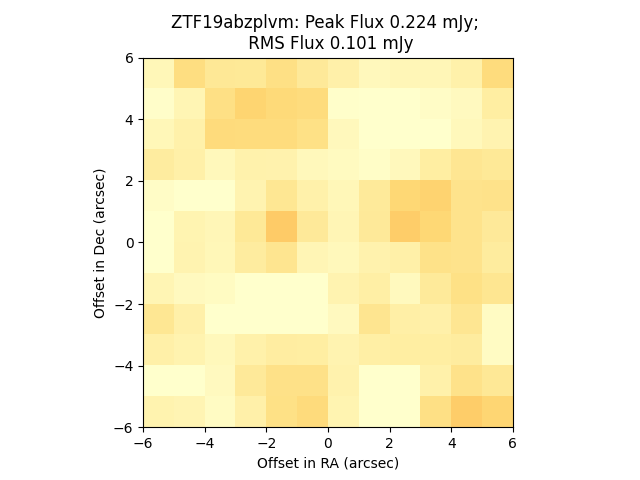 ZTF19abzplvm: Peak Flux 0.224 mJy;
RMS Flux 0.101 mJy
6
4
2
0
−2
−4
−6
Offset in Dec (arcsec)
−6 −4 −2 0 2 4 6
Offset in RA (arcsec)